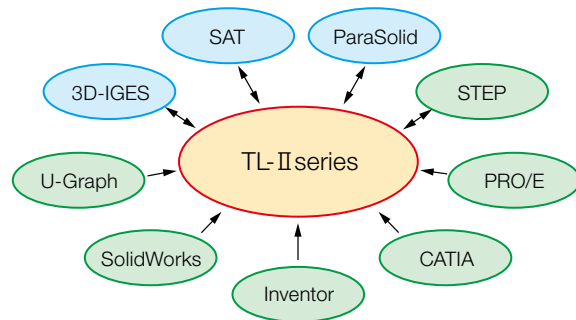 SAT
ParaSolid
3D-IGES
STEP
TL-Ⅱseries
U-Graph
PRO/E
SolidWorks
CATIA
Inventor